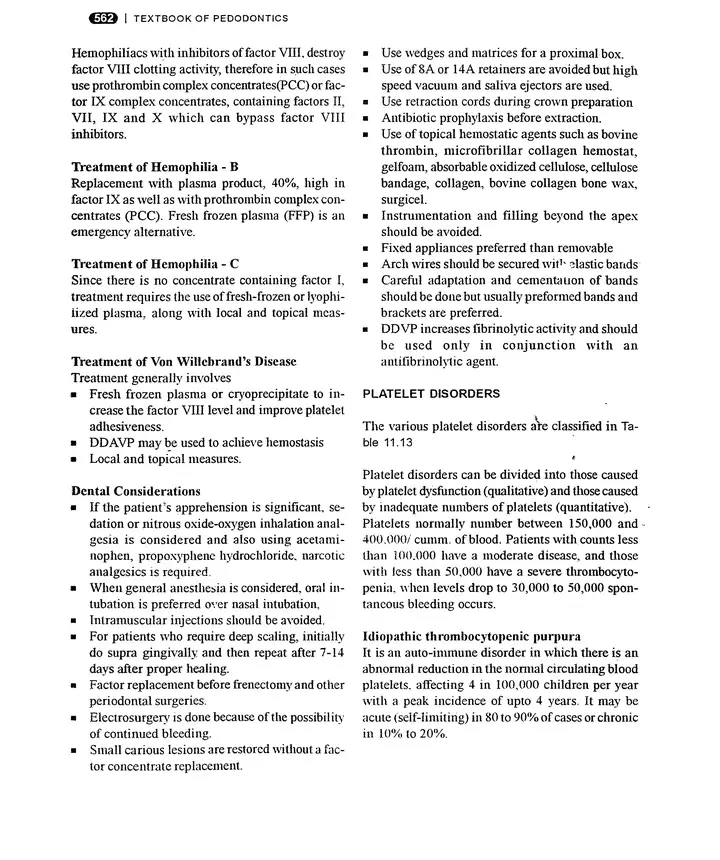 562 | TEXTBOOK OF PEDODONTICS
Hemophiliacs with inhibitors of factor VIII, destroy
factor VIII clotting activity, therefore in such cases
use prothrombin complex concentrates(PCC) or fac-
tor IX complex concentrates, containing factors II,
VII, IX and X which can bypass factor VIII
inhibitors.
Treatment of Hemophilia - B
Replacement with plasma product, 40%, high in
factor IX as well as with prothrombin complex con-
centrates (PCC). Fresh frozen plasma (FFP) is an
emergency alternative.
Treatment of Hemophilia - C
Since there is no concentrate containing factor I,
treatment requires the use of fresh-frozen or lyophi-
lized plasma, along with local and topical meas-
ures.
Treatment of Von Willebrand's Disease
Treatment generally involves
▪ Fresh frozen plasma or cryoprecipitate to in-
crease the factor VIII level and improve platelet
adhesiveness.
▪ DDAVP may be used to achieve hemostasis
▪ Local and topical measures.
Dental Considerations
▪ If the patient's apprehension is significant, se-
dation or nitrous oxide-oxygen inhalation anal-
gesia is considered and also using acetami-
nophen, propoxyphene hydrochloride, narcotic
analgesics is required.
▪ When general anesthesia is considered, oral in-
tubation is preferred over nasal intubation,
▪ Intramuscular injections should be avoided.
▪ For patients who require deep scaling, initially
do supra gingivally and then repeat after 7-14
days after proper healing.
▪ Factor replacement before frenectomy and other
periodontal surgeries.
▪ Electrosurgery is done because of the possibility
of continued bleeding.
▪ Small carious lesions are restored without a fac-
tor concentrate replacement.
▪ Use wedges and matrices for a proximal box.
▪ Use of 8A or 14A retainers are avoided but high
speed vacuum and saliva ejectors are used.
▪ Use retraction cords during crown preparation
▪ Antibiotic prophylaxis before extraction.
▪ Use of topical hemostatic agents such as bovine
thrombin, microfibrillar collagen hemostat,
gelfoam, absorbable oxidized cellulose, cellulose
bandage, collagen, bovine collagen bone wax,
surgicel.
▪ Instrumentation and filling beyond the apex
should be avoided.
▪ Fixed appliances preferred than removable
▪ Arch wires should be secured with elastic bands
▪ Careful adaptation and cementation of bands
should be done but usually preformed bands and
brackets are preferred.
▪ DDVP increases fibrinolytic activity and should
be used only in conjunction with an
antifibrinolytic agent.
PLATELET DISORDERS
The various platelet disorders are classified in Ta-
ble 11.13
Platelet disorders can be divided into those caused
by platelet dysfunction (qualitative) and those caused
by inadequate numbers of platelets (quantitative).
Platelets normally number between 150,000 and
400,000/ cumm. of blood. Patients with counts less
than 100,000 have a moderate disease, and those
with less than 50,000 have a severe thrombocyto-
penia, when levels drop to 30,000 to 50,000 spon-
taneous bleeding occurs.
Idiopathic thrombocytopenic purpura
It is an auto-immune disorder in which there is an
abnormal reduction in the normal circulating blood
platelets, affecting 4 in 100,000 children per year
with a peak incidence of upto 4 years. It may be
acute (self-limiting) in 80 to 90% of cases or chronic
in 10% to 20%.